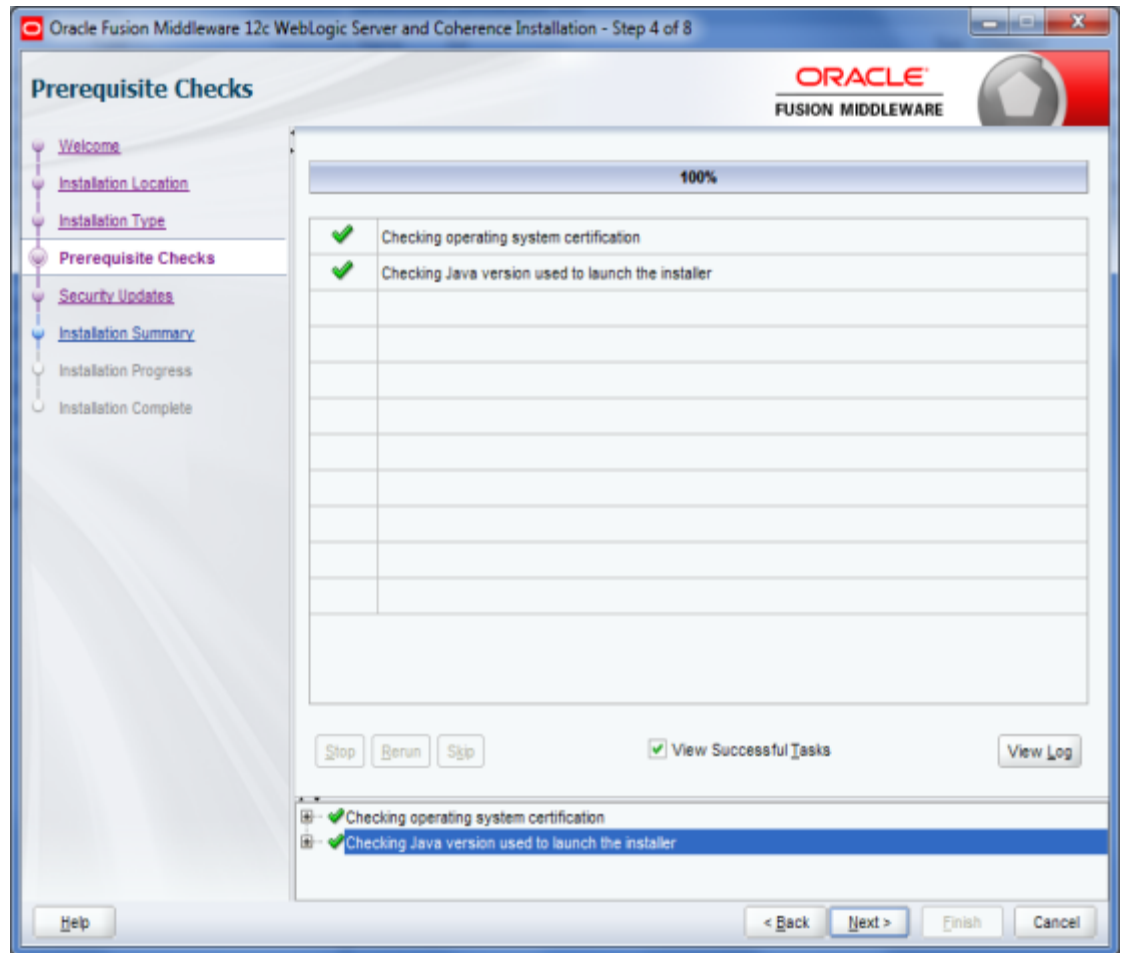 Oracle Fusion Middleware 12c WebLogic Server and Coherence Installation - Step 4 of 8
Prerequisite Checks
ORACLE
FUSION MIDDLEWARE
Welcome
Installation Location
Installation Type
Prerequisite Checks
Security Updates
Installation Summary
Installation Progress
Installation Complete
100%
Checking operating system certification
Checking Java version used to launch the installer
Stop Rerun Skip View Successful Tasks View Log
Checking operating system certification
Checking Java version used to launch the installer
Help < Back Next > Finish Cancel